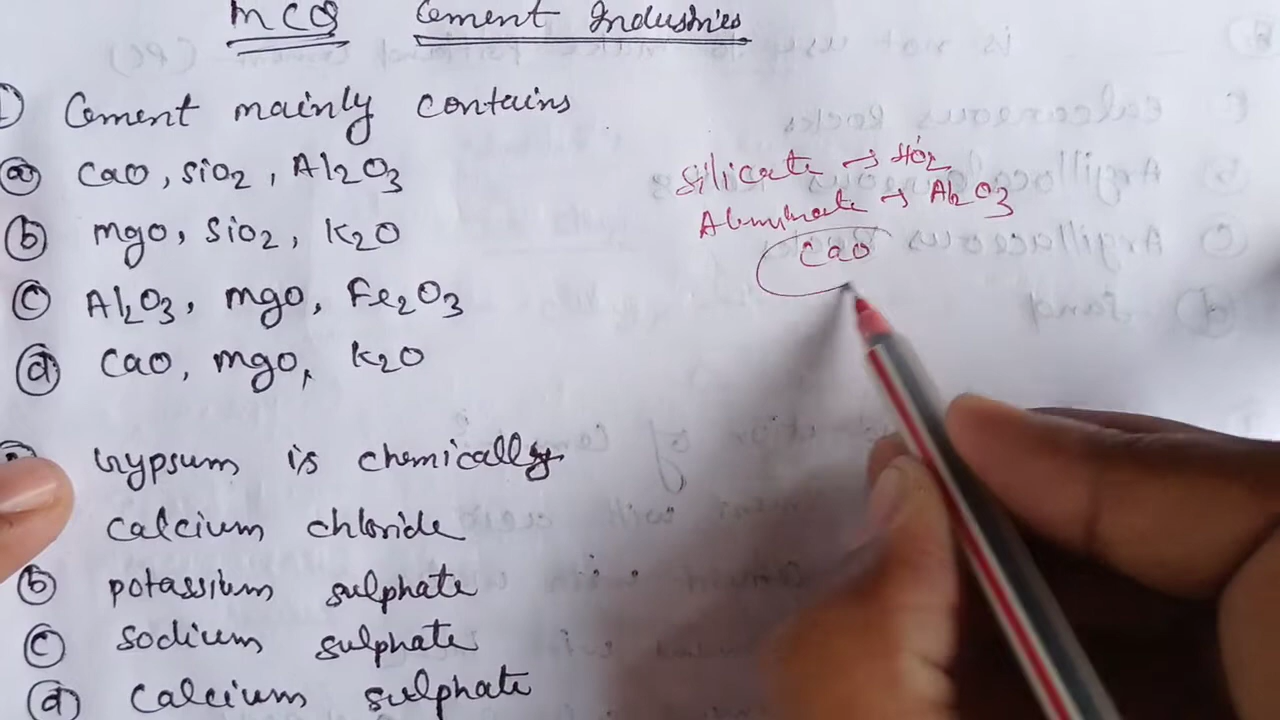 MCQ Cement Industries
① Cement mainly contains
ⓐ Cao, SiO2, Al2O3
ⓑ mgo, SiO2, K2O
ⓒ Al2O3, mgo, Fe2O3
ⓓ Cao, mgo, K2O
Silicate →
Aluminate → Al2O3
Cao
Gypsum is chemically
calcium chloride
ⓑ potassium sulphate
ⓒ sodium sulphate
ⓓ calcium sulphate